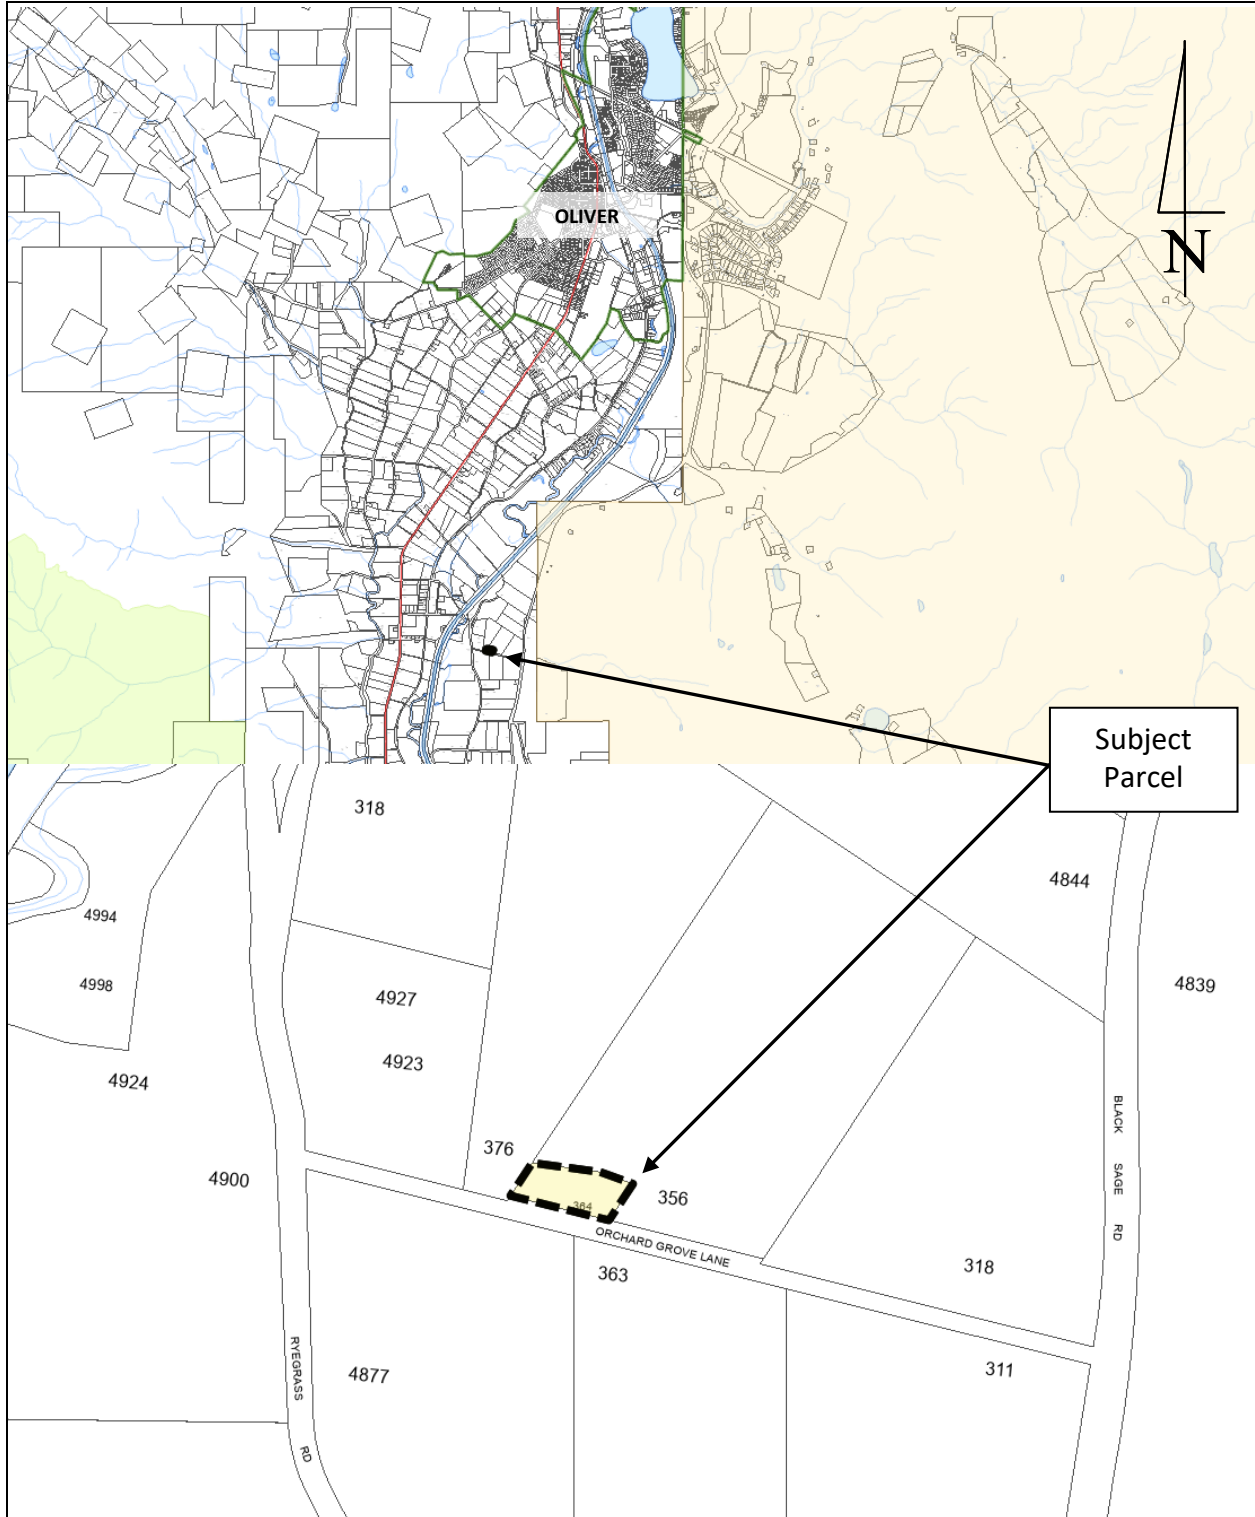 OLIVER
N
Subject
Parcel
318
4844
4994
4998
4927
4839
4923
4924
BLACK SAGE RD
376
4900
364
356
ORCHARD GROVE LANE
363
318
RYEGRASS RD
4877
311